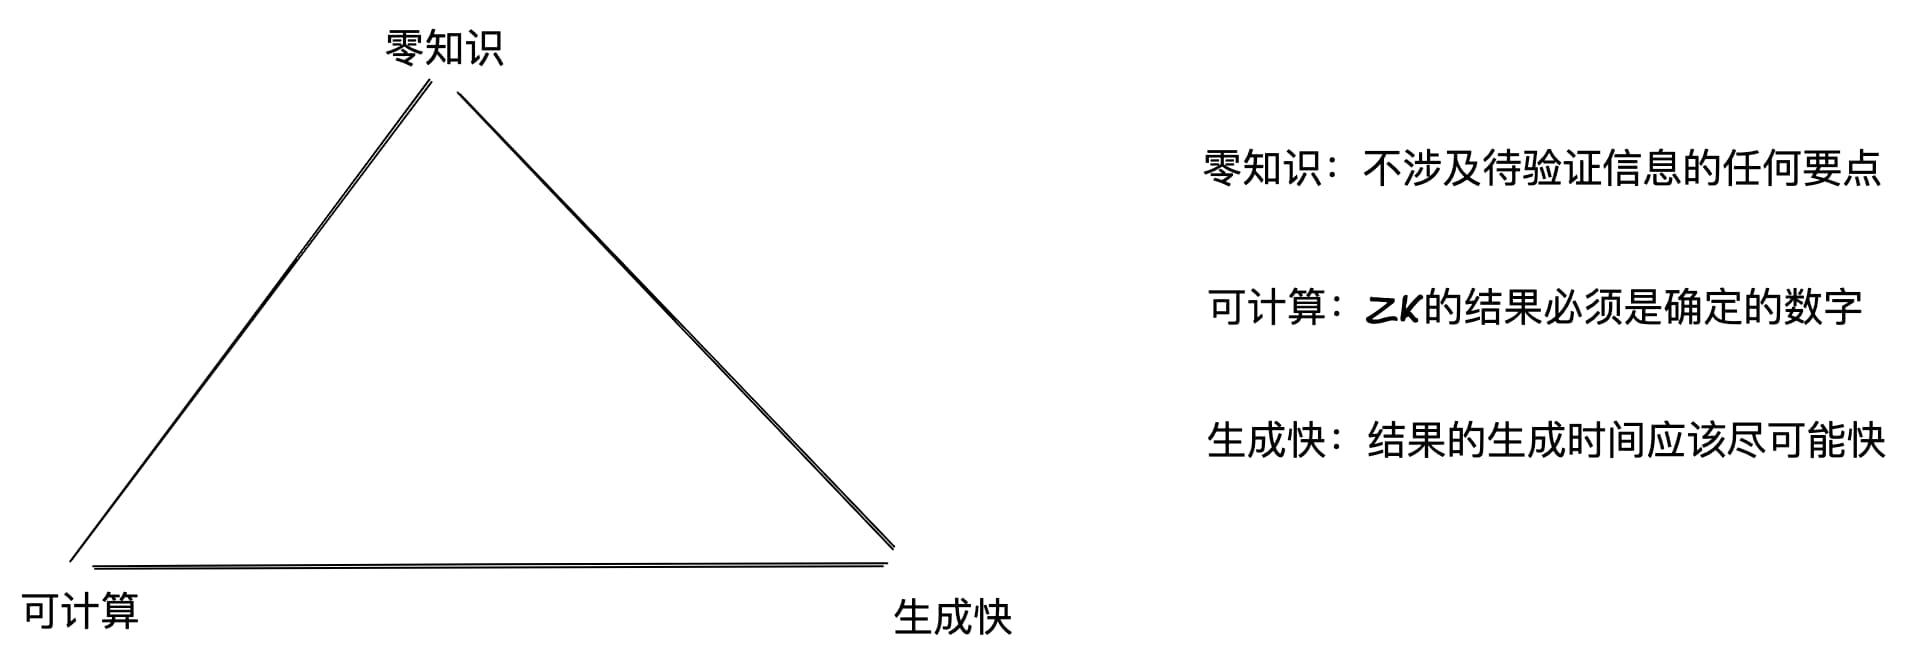 零知识
零知识：不涉及待验证信息的任何要点
可计算：ZK的结果必须是确定的数字
生成快：结果的生成时间应该尽可能快
可计算
生成快